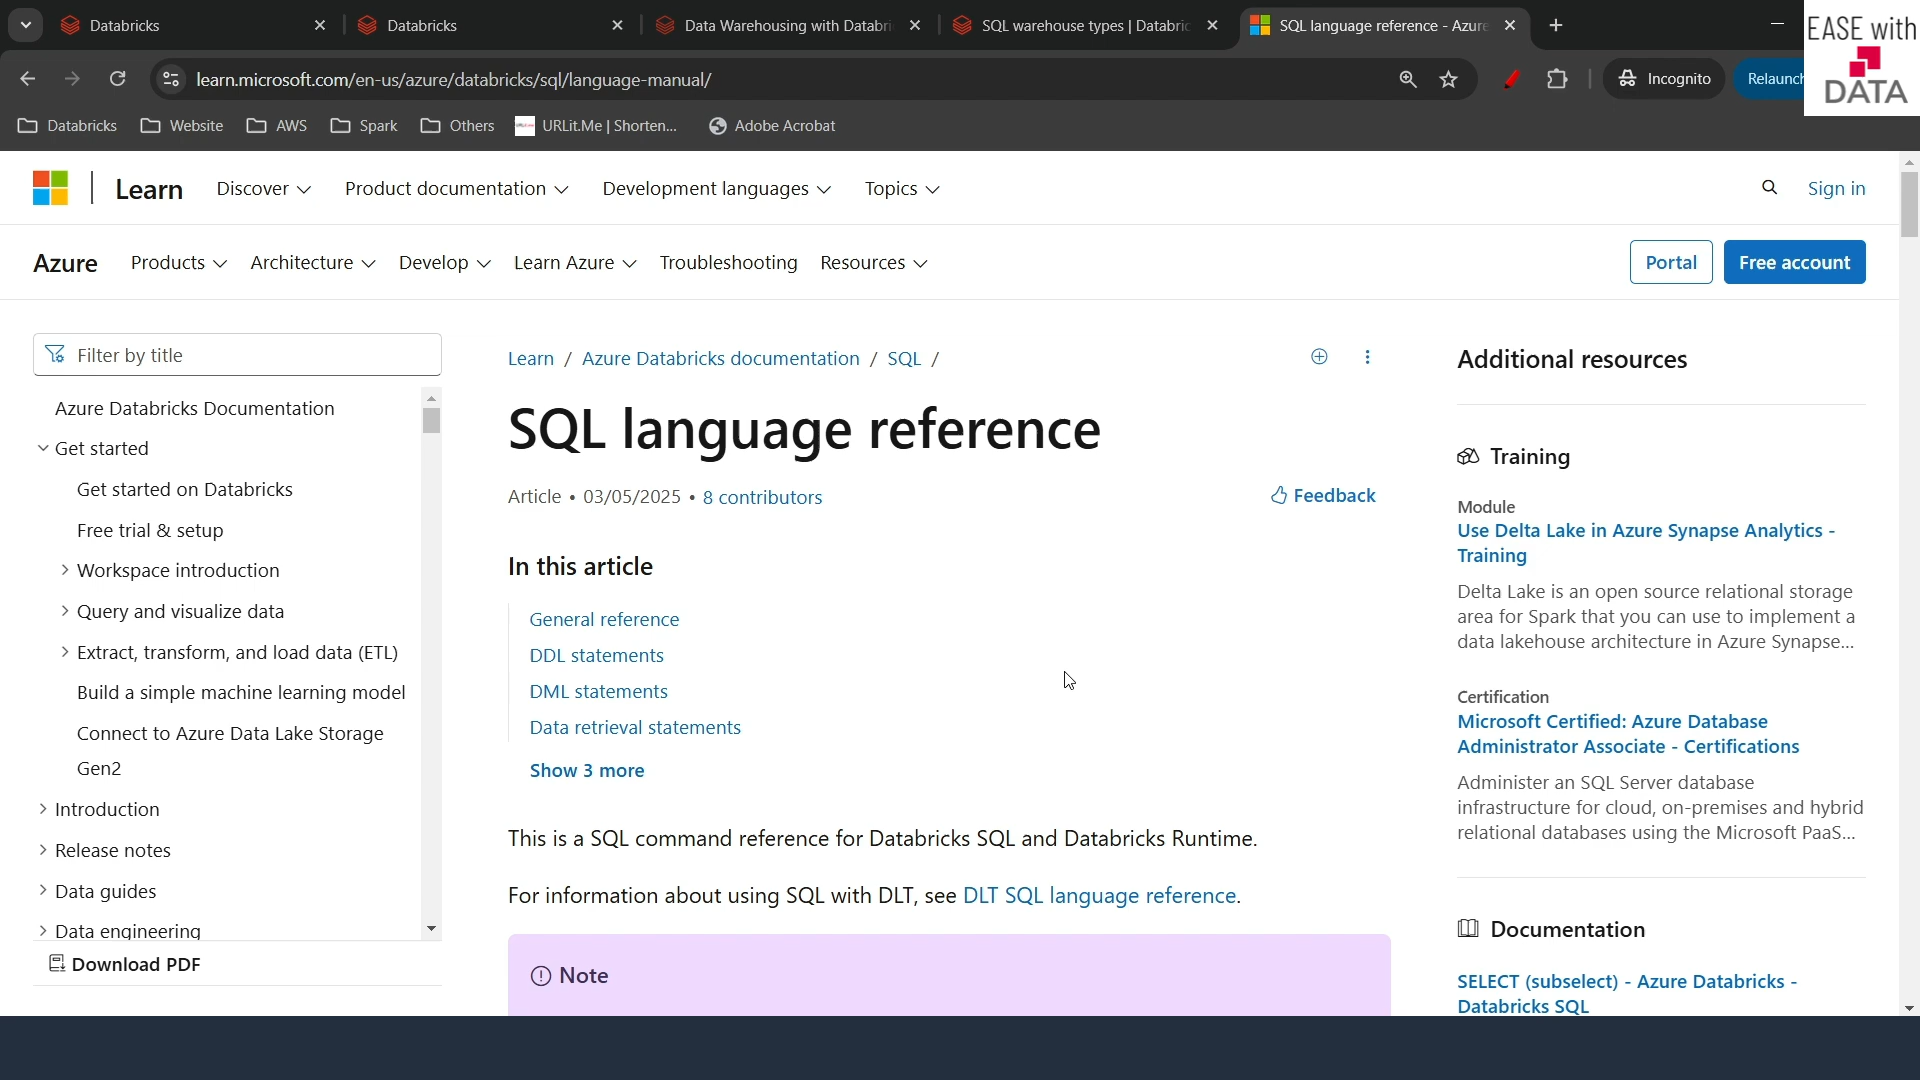 Databricks
Databricks
Data Warehousing with Databri
SQL warehouse types | Databric
SQL language reference - Azure
EASE with
DATA
learn.microsoft.com/en-us/azure/databricks/sql/language-manual/
Incognito
Relaunch
Databricks
Website
AWS
Spark
Others
URLit.Me | Shorten...
Adobe Acrobat
Learn
Discover
Product documentation
Development languages
Topics
Sign in
Azure
Products
Architecture
Develop
Learn Azure
Troubleshooting
Resources
Portal
Free account
Filter by title
Azure Databricks Documentation
Get started
Get started on Databricks
Free trial & setup
Workspace introduction
Query and visualize data
Extract, transform, and load data (ETL)
Build a simple machine learning model
Connect to Azure Data Lake Storage
Gen2
Introduction
Release notes
Data guides
Data engineering
Download PDF
Learn / Azure Databricks documentation / SQL /
SQL language reference
Article • 03/05/2025 • 8 contributors
Feedback
In this article
General reference
DDL statements
DML statements
Data retrieval statements
Show 3 more
This is a SQL command reference for Databricks SQL and Databricks Runtime.
For information about using SQL with DLT, see DLT SQL language reference.
Note
Additional resources
Training
Module
Use Delta Lake in Azure Synapse Analytics -
Training
Delta Lake is an open source relational storage
area for Spark that you can use to implement a
data lakehouse architecture in Azure Synapse...
Certification
Microsoft Certified: Azure Database
Administrator Associate - Certifications
Administer an SQL Server database
infrastructure for cloud, on-premises and hybrid
relational databases using the Microsoft PaaS...
Documentation
SELECT (subselect) - Azure Databricks -
Databricks SQL